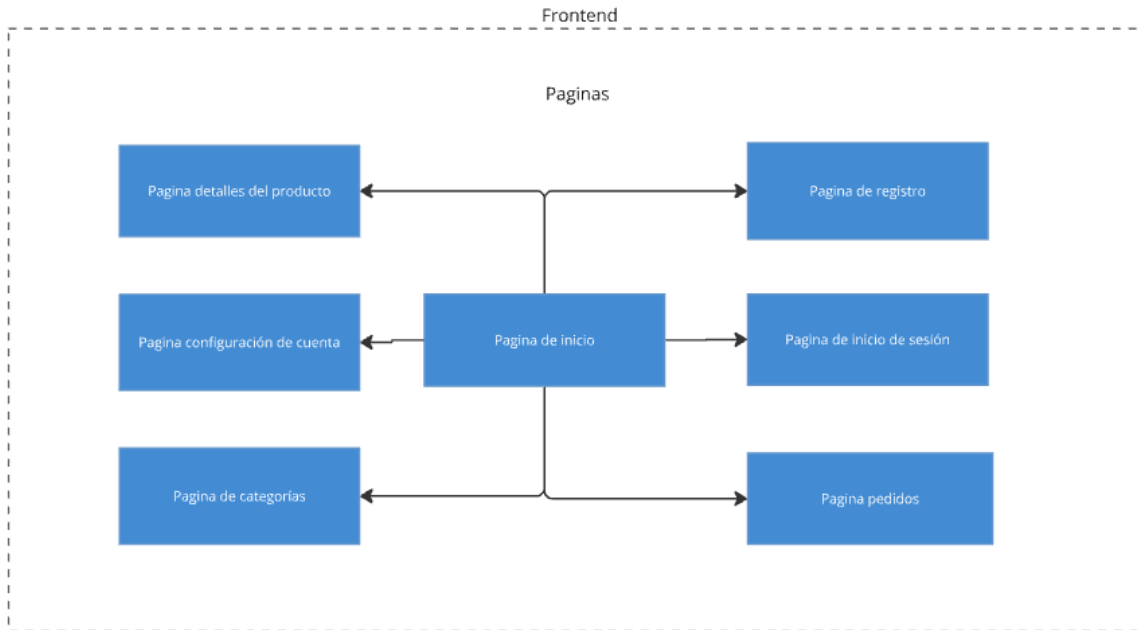 Frontend
Paginas
Pagina detalles del producto
Pagina de registro
Pagina configuración de cuenta
Pagina de inicio
Pagina de inicio de sesión
Pagina de categorías
Pagina pedidos